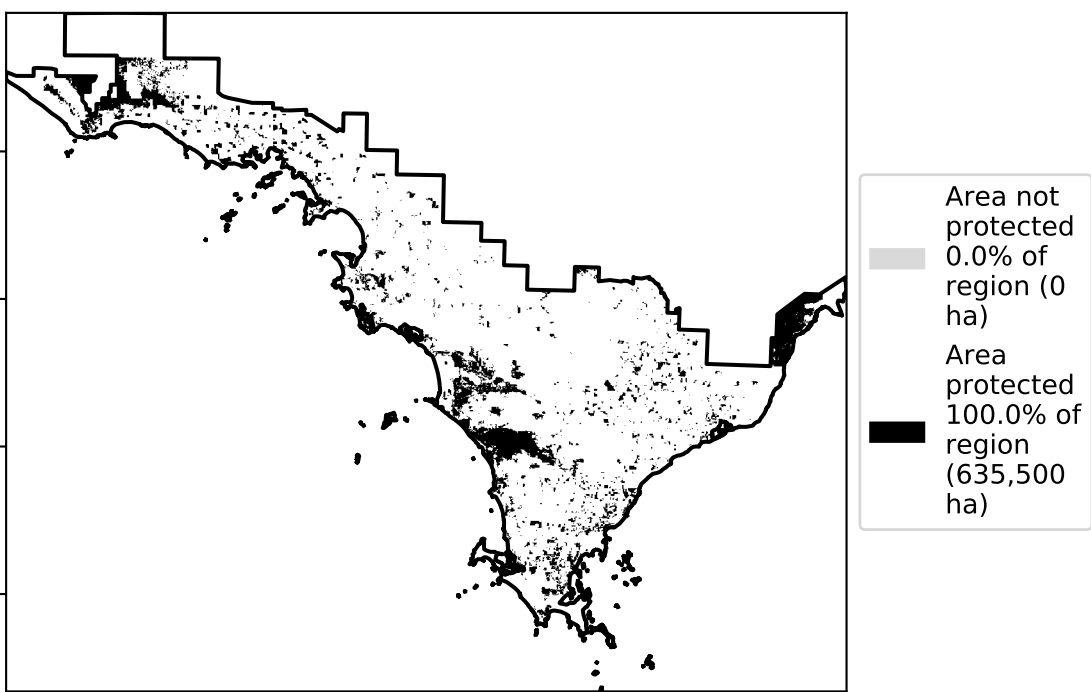 Area not
protected
0.0% of
region (0
ha)
Area
protected
100.0% of
region
(635,500
ha)